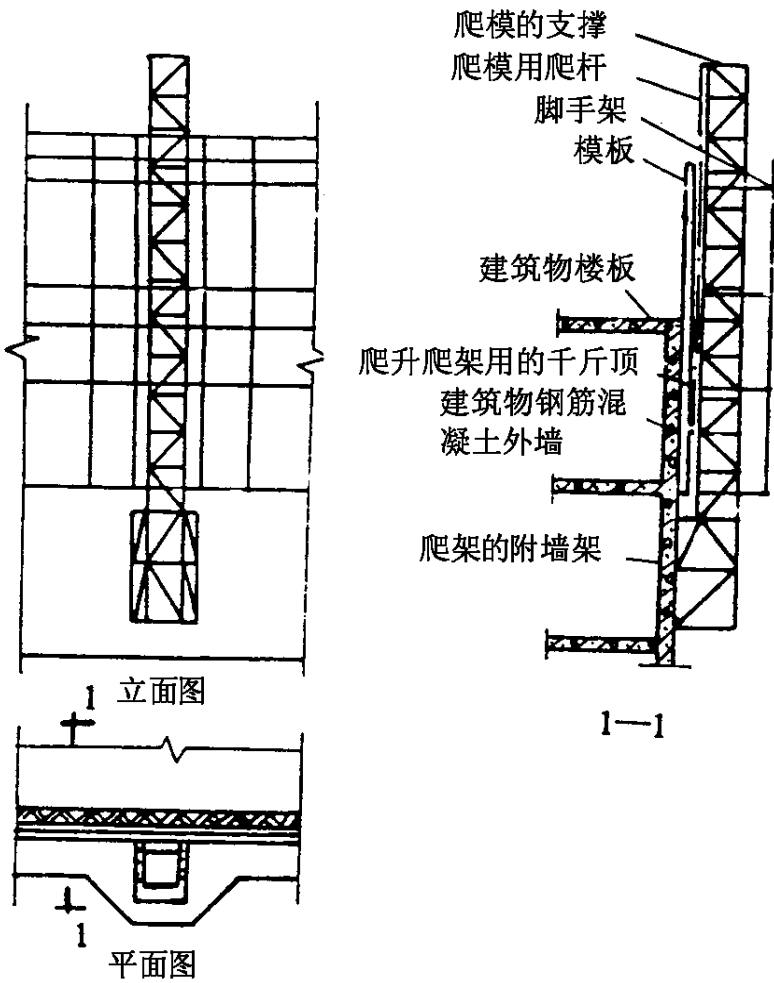 爬模的支撑
爬模用爬杆
脚手架
模板
建筑物楼板
爬升爬架用的千斤顶
建筑物钢筋混
凝土外墙
爬架的附墙架
立面图
1
1—1
1
平面图